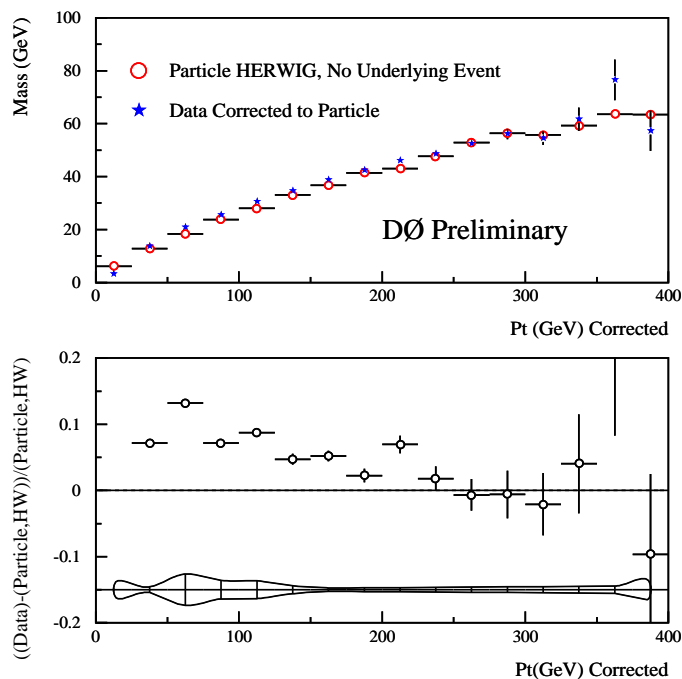 Mass (GeV)
100
80
60
40
20
0
Particle HERWIG, No Underlying Event
Data Corrected to Particle
DØ Preliminary
0 100 200 300 400
Pt (GeV) Corrected
((Data)-(Particle,HW))/(Particle,HW)
0.2
0.1
0
-0.1
-0.2
0 100 200 300 400
Pt(GeV) Corrected